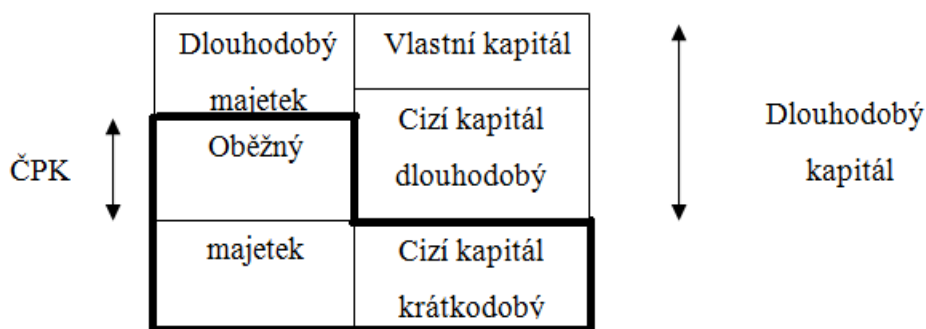 Dlouhodobý
majetek
Vlastní kapitál
Cizí kapitál
dlouhodobý
Dlouhodobý
kapitál
ČPK
Oběžný
majetek
Cizí kapitál
krátkodobý